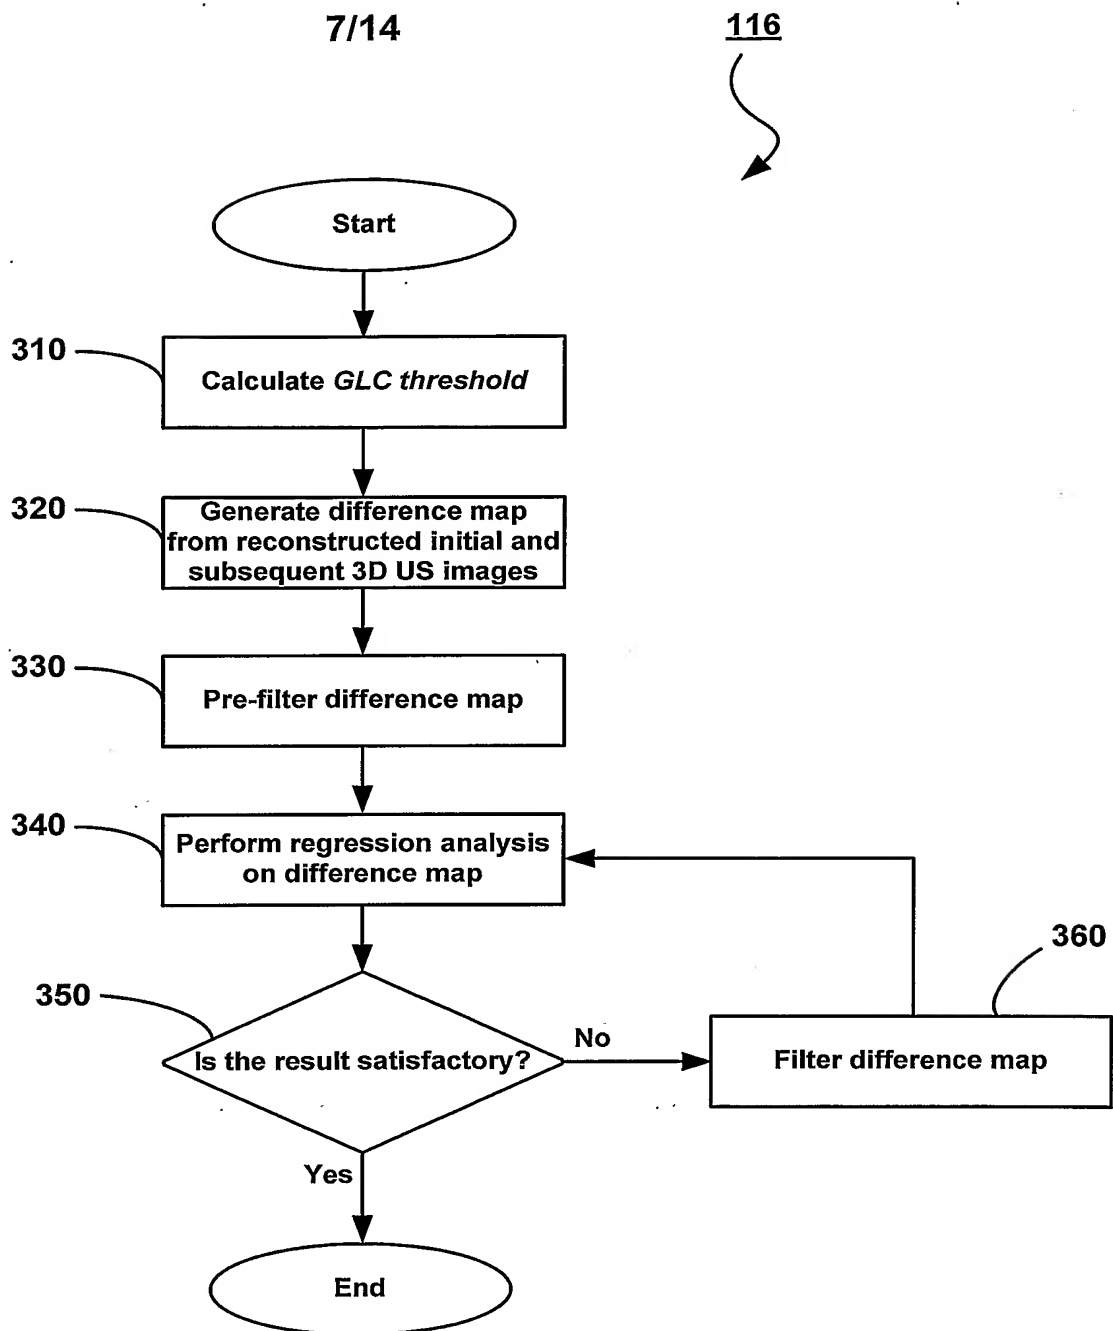 7/14
116
Start
310
Calculate GLC threshold
320
Generate difference map
from reconstructed initial and
subsequent 3D US images
330
Pre-filter difference map
340
Perform regression analysis
on difference map
360
350
Is the result satisfactory?
No
Filter difference map
Yes
End